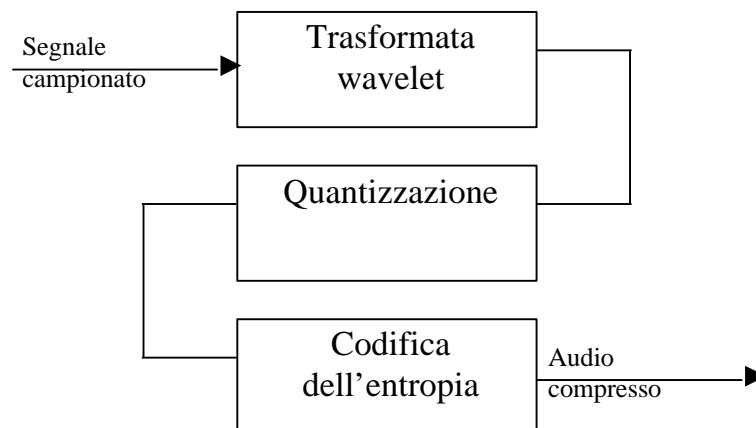 Segnale
campionato
Trasformata
wavelet
Quantizzazione
Codifica
dell’entropia
Audio
compresso